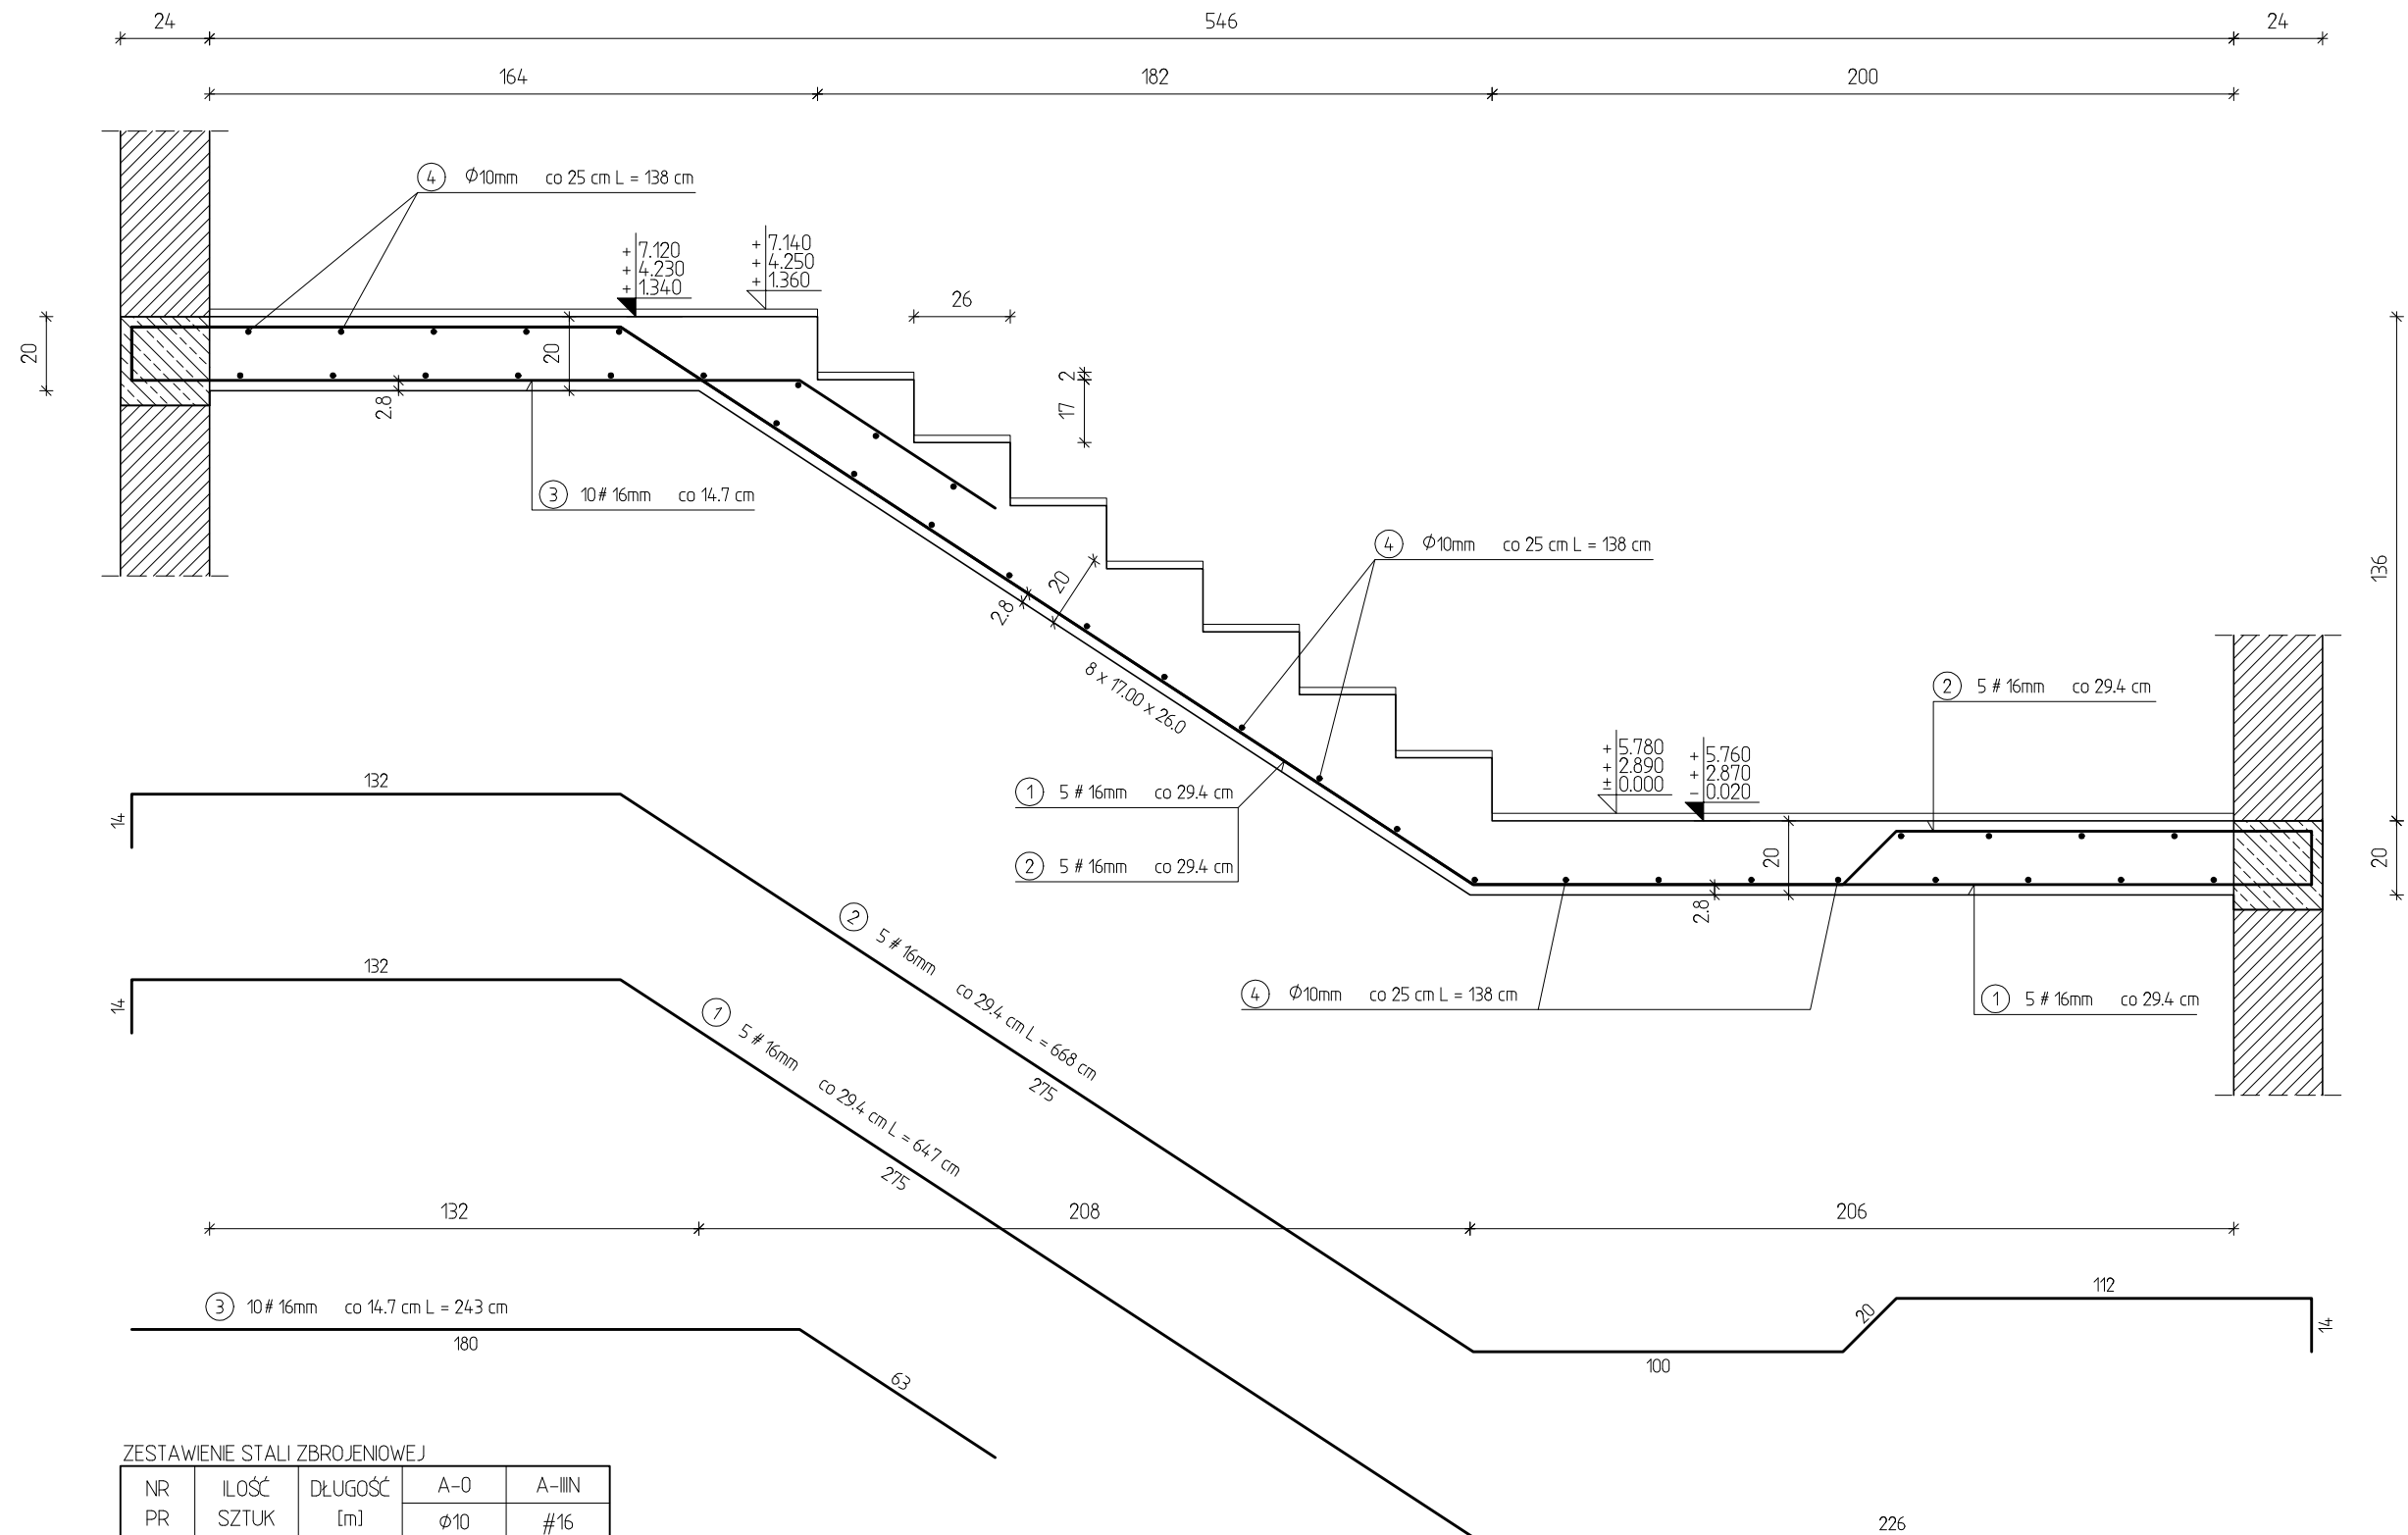 24
546
24
164
182
200
4 Ø10mm co 25 cm L = 138 cm
+ 7.120
+ 4.230
+ 1.340
+ 7.140
+ 4.250
+ 1.360
26
20
20
2
17
2.8
3 10# 16mm co 14.7 cm
4 Ø10mm co 25 cm L = 138 cm
136
20
2.8
8 x 17.00 x 26.0
2 5 # 16mm co 29.4 cm
+ 5.780
+ 2.890
± 0.000
+ 5.760
+ 2.870
- 0.020
1 5 # 16mm co 29.4 cm
2 5 # 16mm co 29.4 cm
20
20
2.8
4 Ø10mm co 25 cm L = 138 cm
1 5 # 16mm co 29.4 cm
132
14
2 5 # 16mm co 29.4 cm L = 668 cm
275
132
14
1 5 # 16mm co 29.4 cm L = 647 cm
275
132
208
206
3 10# 16mm co 14.7 cm L = 243 cm
180
63
100
20
112
14
226
ZESTAWIENIE STALI ZBROJENIOWEJ
NR PR
ILOŚĆ SZTUK
DŁUGOŚĆ [m]
A-0
A-IIIN
Ø10
#16